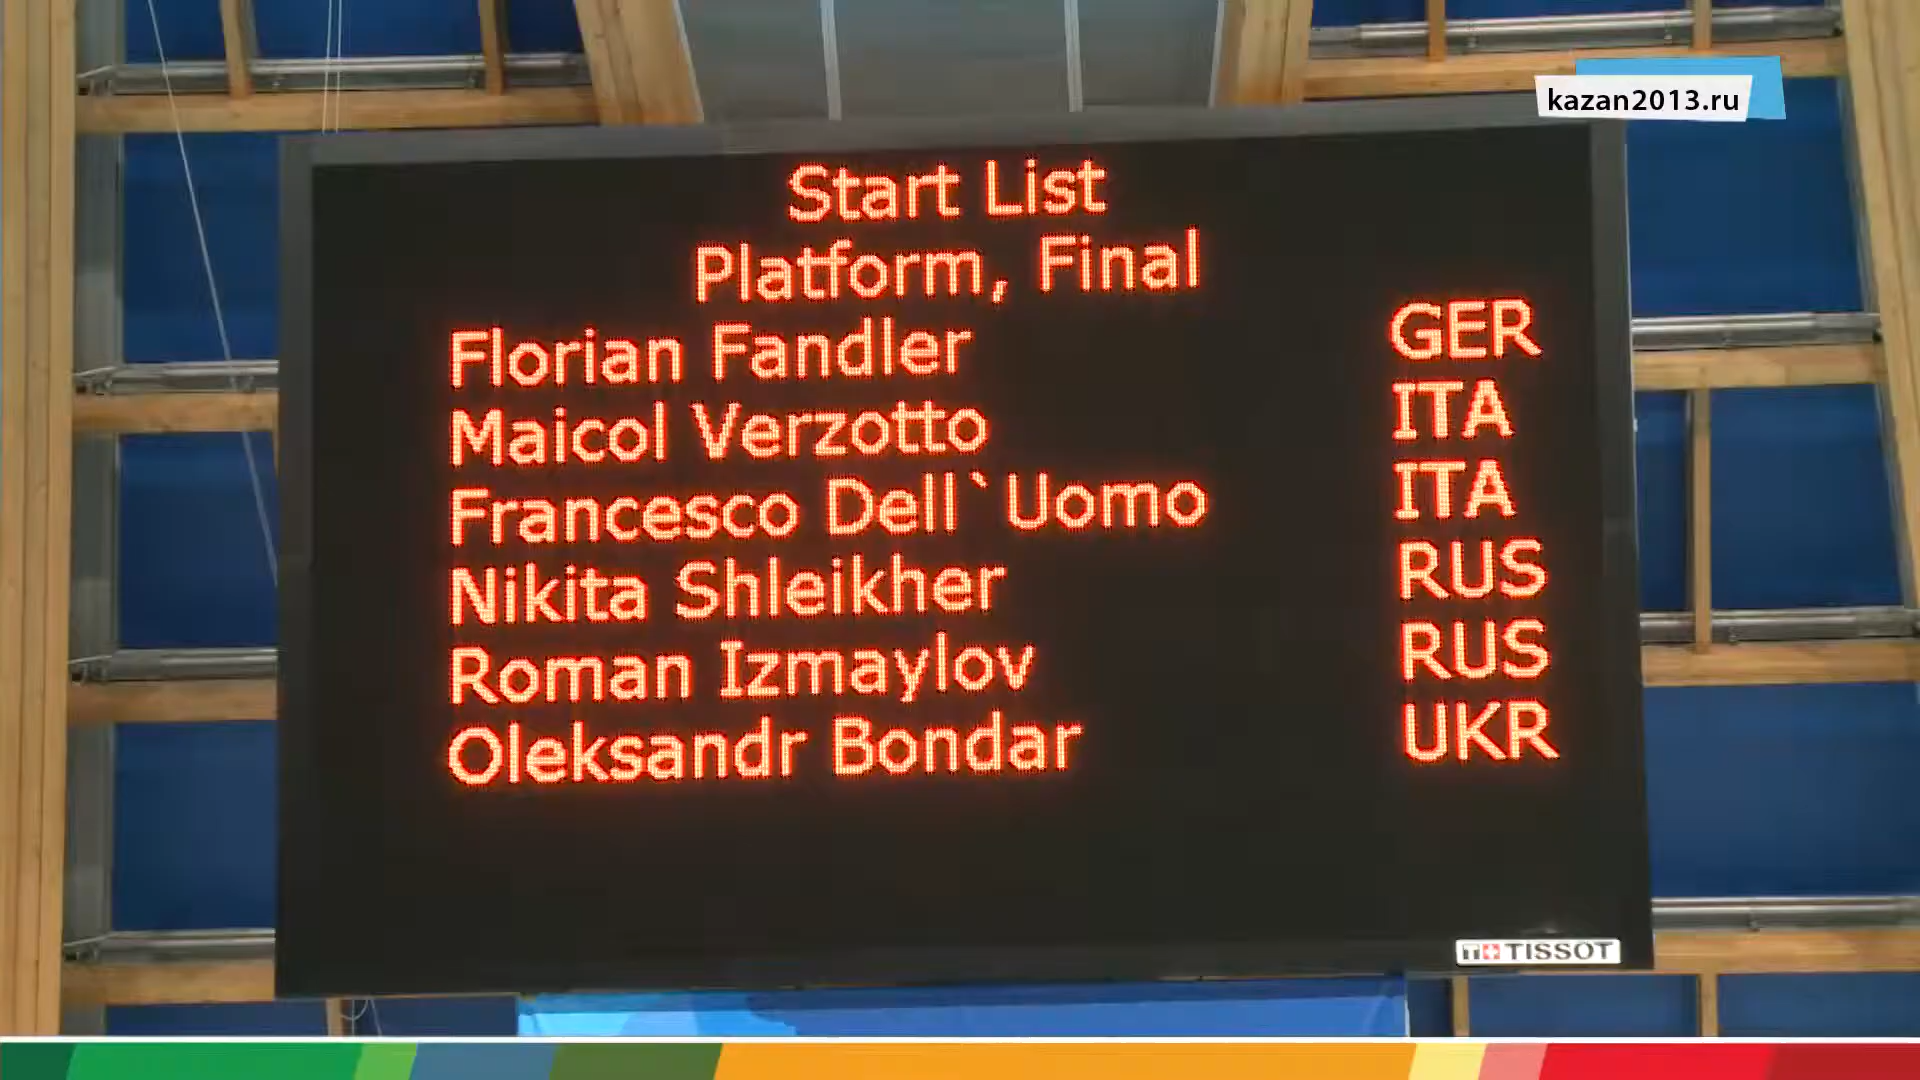 kazan2013.ru
Start List
Platform, Final
Florian Fandler GER
Maicol Verzotto ITA
Francesco Dell`Uomo ITA
Nikita Shleikher RUS
Roman Izmaylov RUS
Oleksandr Bondar UKR
T+ TISSOT